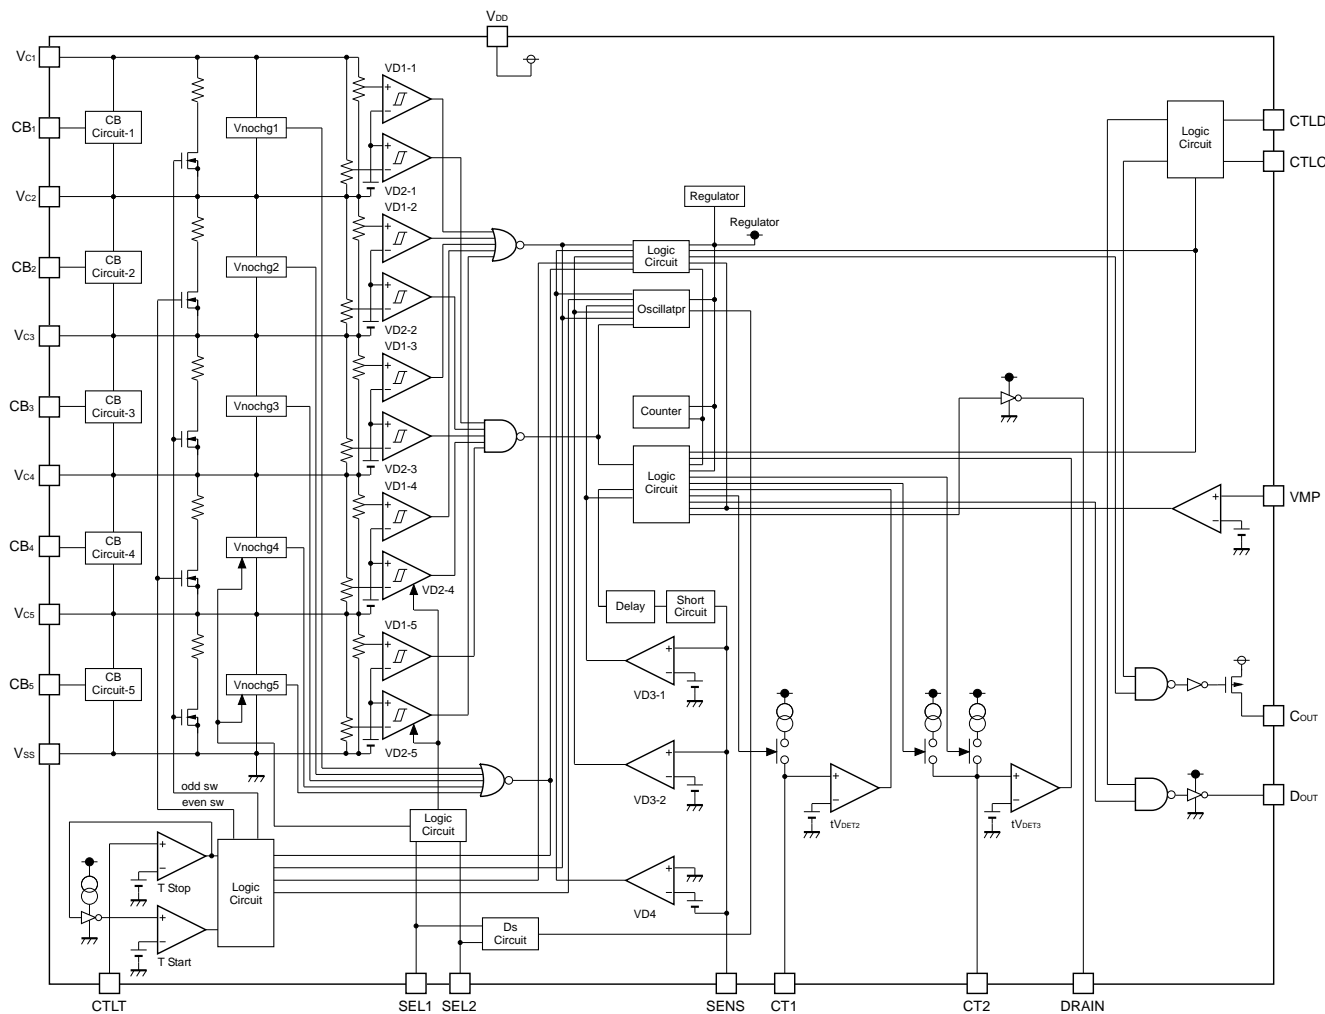 VDD
VC1
VD1-1
CB1
CB
Circuit-1
Vnochg1
CTLD
Logic
Circuit
CTLC
VC2
VD2-1
VD1-2
Regulator
Regulator
CB2
CB
Circuit-2
Vnochg2
Logic
Circuit
Oscillatpr
VC3
VD2-2
VD1-3
CB3
CB
Circuit-3
Vnochg3
Counter
VC4
VD2-3
VD1-4
Logic
Circuit
VMP
CB4
CB
Circuit-4
Vnochg4
VD2-4
Delay
Short
Circuit
VC5
VD1-5
CB5
CB
Circuit-5
Vnochg5
VD3-1
COUT
VSS
VD2-5
odd sw
even sw
VD3-2
tVDET2
tVDET3
DOUT
Logic
Circuit
T Stop
Logic
Circuit
VD4
T Start
Ds
Circuit
CTLT
SEL1
SEL2
SENS
CT1
CT2
DRAIN